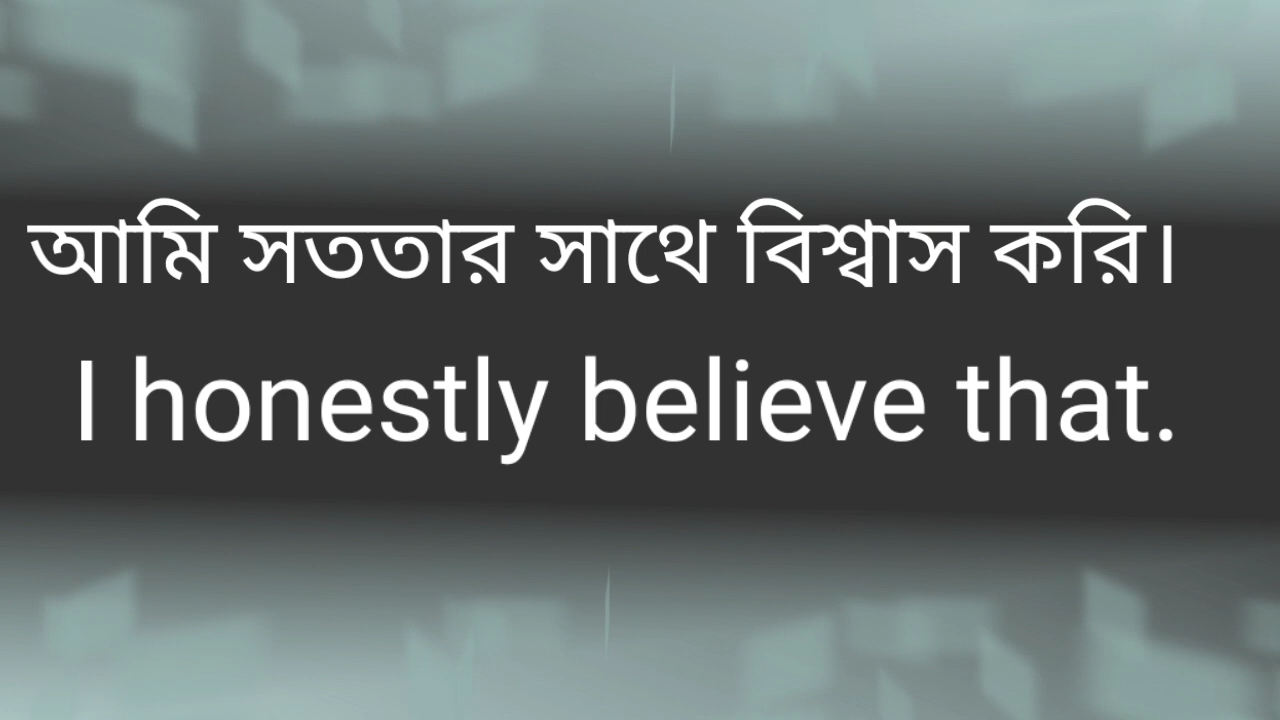 আমি সততার সাথে বিশ্বাস করি।
I honestly believe that.